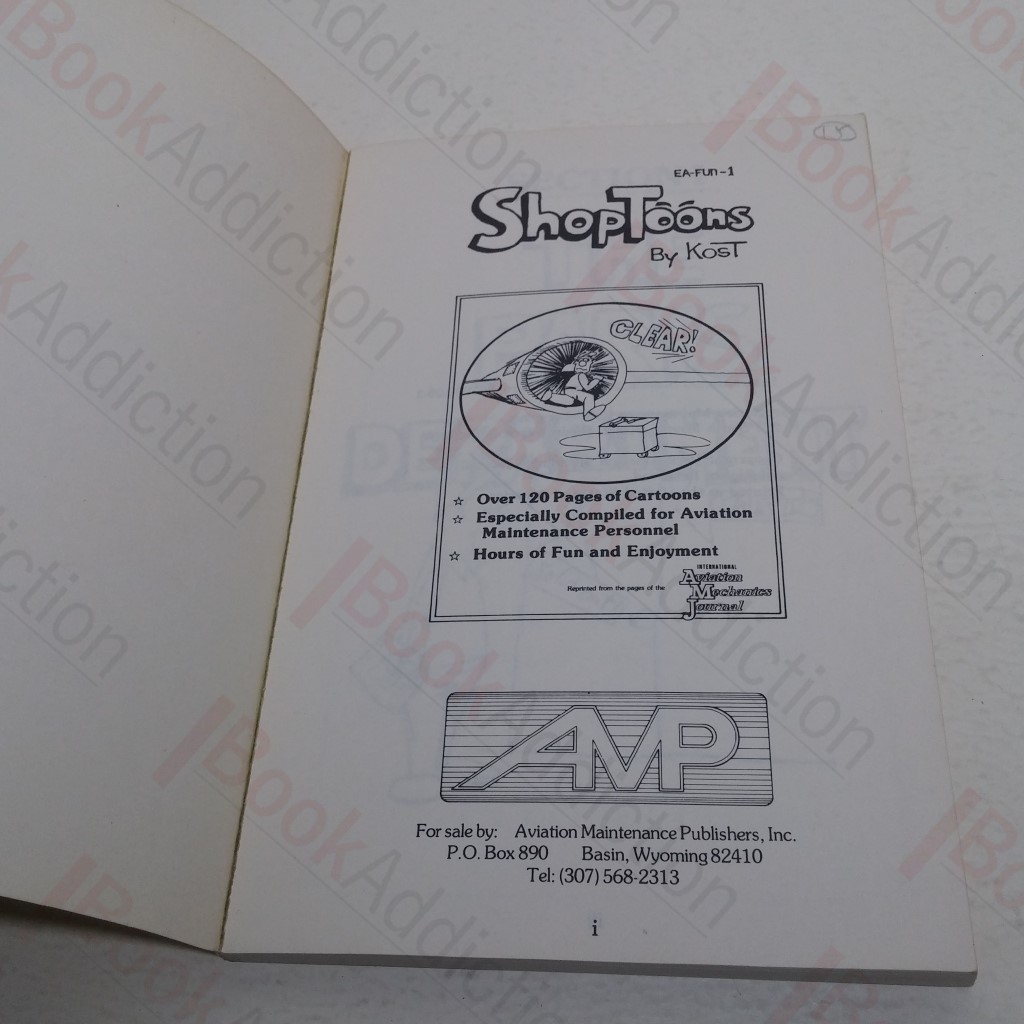 EA-FUN-1
ShopToons
By KOST
CLEAR!
☆ Over 120 Pages of Cartoons
☆ Especially Compiled for Aviation
Maintenance Personnel
☆ Hours of Fun and Enjoyment
Reprinted from the pages of the
INTERNATIONAL
Aviation
Mechanics
Journal
AMP
For sale by: Aviation Maintenance Publishers, Inc.
P.O. Box 890 Basin, Wyoming 82410
Tel: (307) 568-2313
i
BookAddiction